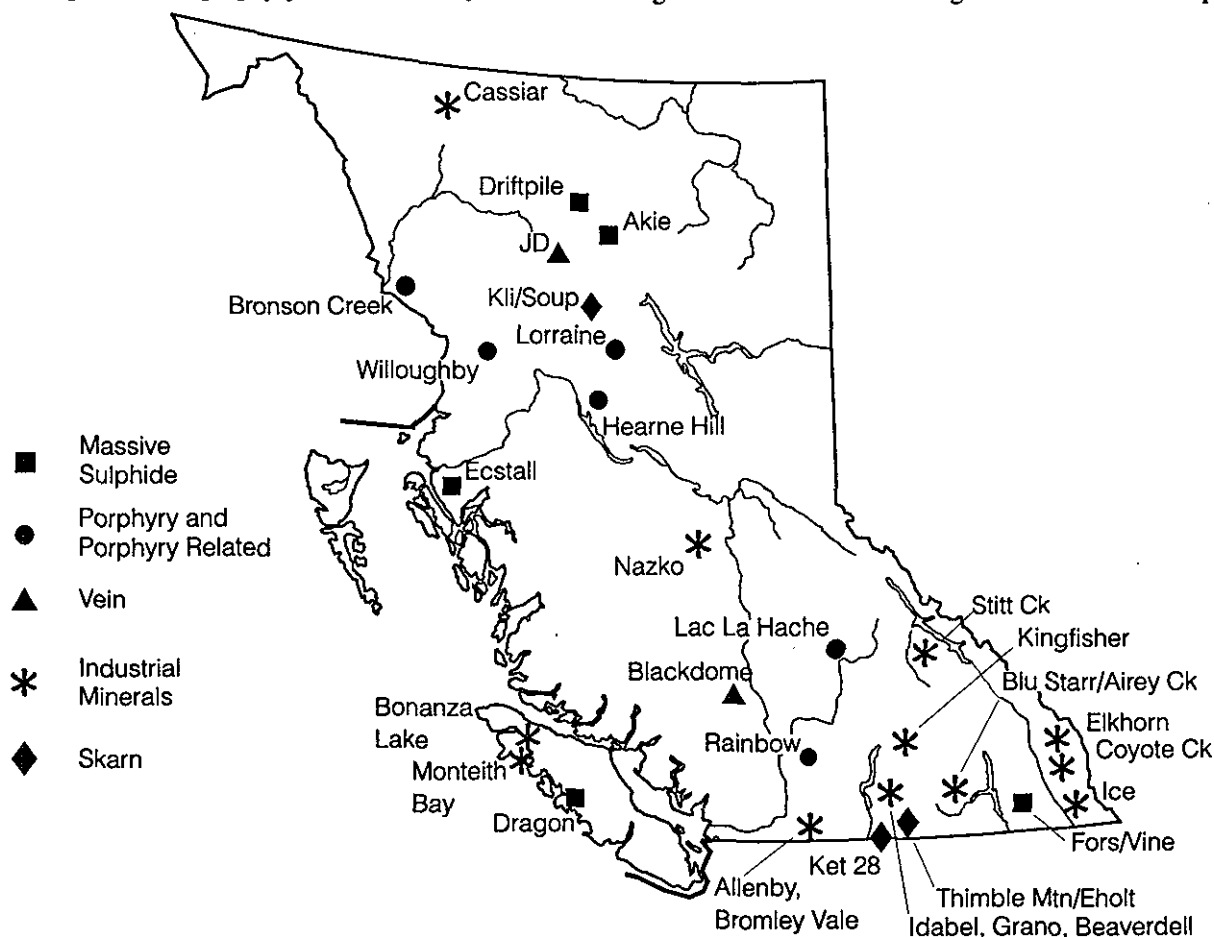 Cassiar
Driftpile
Akie
JD
Bronson Creek
Kli/Soup
Lorraine
Willoughby
Hearne Hill
Massive
Sulphide
Ecstall
Porphyry and
Porphyry Related
Nazko
Vein
Stitt Ck
Lac La Hache
Kingfisher
Industrial
Minerals
Blackdome
Blu Starr/Airey Ck
Bonanza
Lake
Elkhorn
Rainbow
Coyote Ck
Skarn
Monteith
Bay
Ice
Dragon
Fors/Vine
Ket 28
Allenby,
Bromley Vale
Thimble Mtn/Eholt
Idabel, Grano, Beaverdell